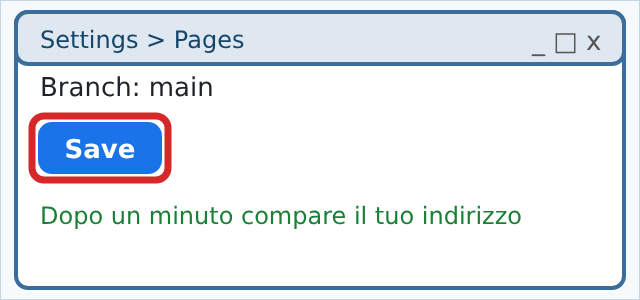 Settings > Pages _ □ x
Branch: main
Save
Dopo un minuto compare il tuo indirizzo